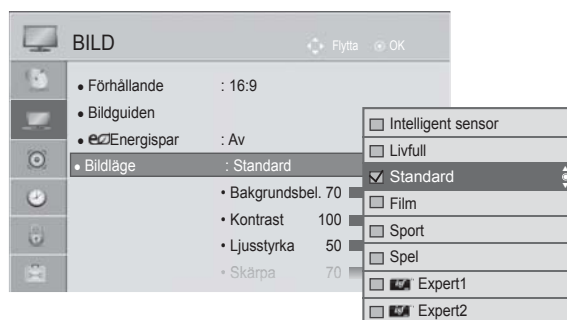 BILD
Flytta OK
• Förhållande : 16:9
• Bildguiden
• eco Energispar : Av
• Bildläge : Standard
• Bakgrundsbel. 70
• Kontrast 100
• Ljusstyrka 50
• Skärpa 70
Intelligent sensor
Livfull
Standard
Film
Sport
Spel
Expert1
Expert2